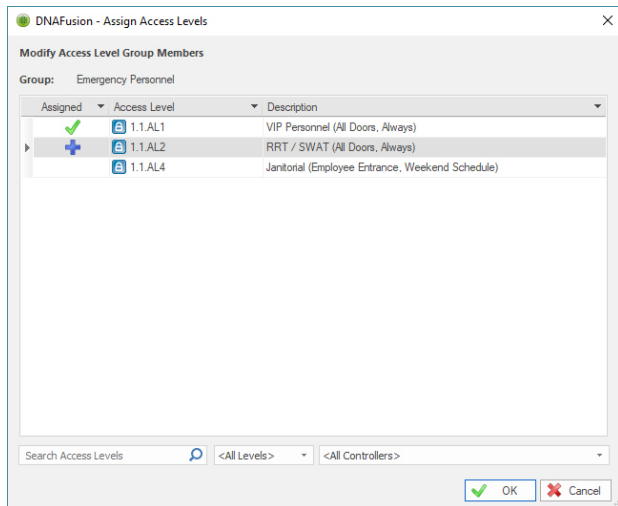 DNAFusion - Assign Access Levels
Modify Access Level Group Members
Group: Emergency Personnel
Assigned Access Level Description
1.1.AL1 VIP Personnel (All Doors, Always)
1.1.AL2 RRT / SWAT (All Doors, Always)
1.1.AL4 Janitorial (Employee Entrance, Weekend Schedule)
Search Access Levels <All Levels> <All Controllers>
OK Cancel